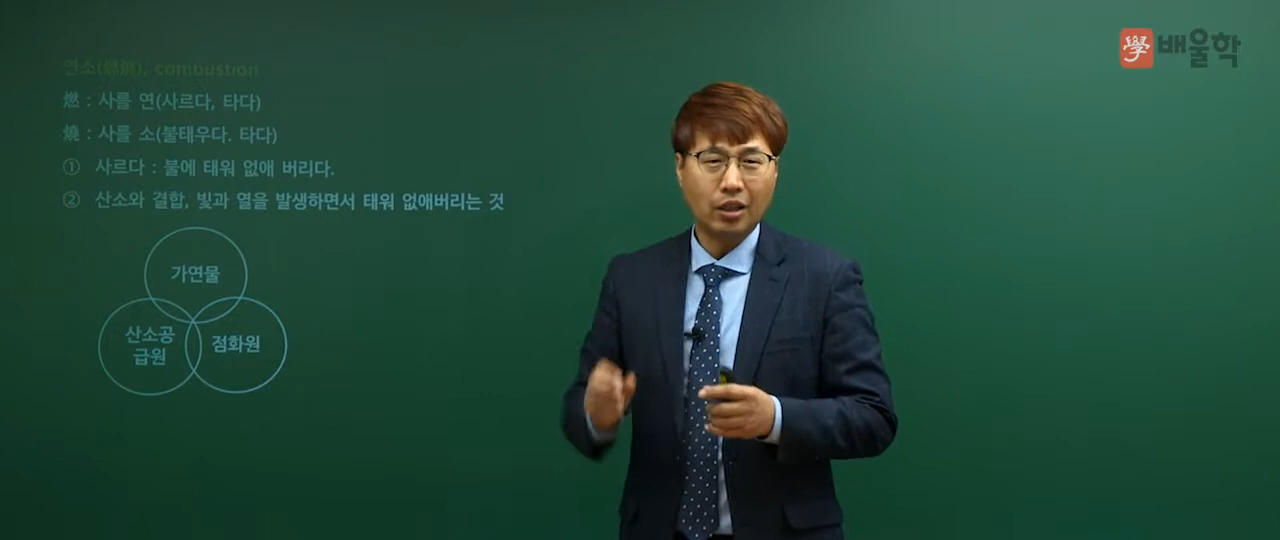 學 배울학
연소(燃燒), combustion
燃 : 사를 연(사르다, 타다)
燒 : 사를 소(불태우다. 타다)
① 사르다 : 불에 태워 없애 버리다.
② 산소와 결합, 빛과 열을 발생하면서 태워 없애버리는 것
가연물
산소공
급원
점화원